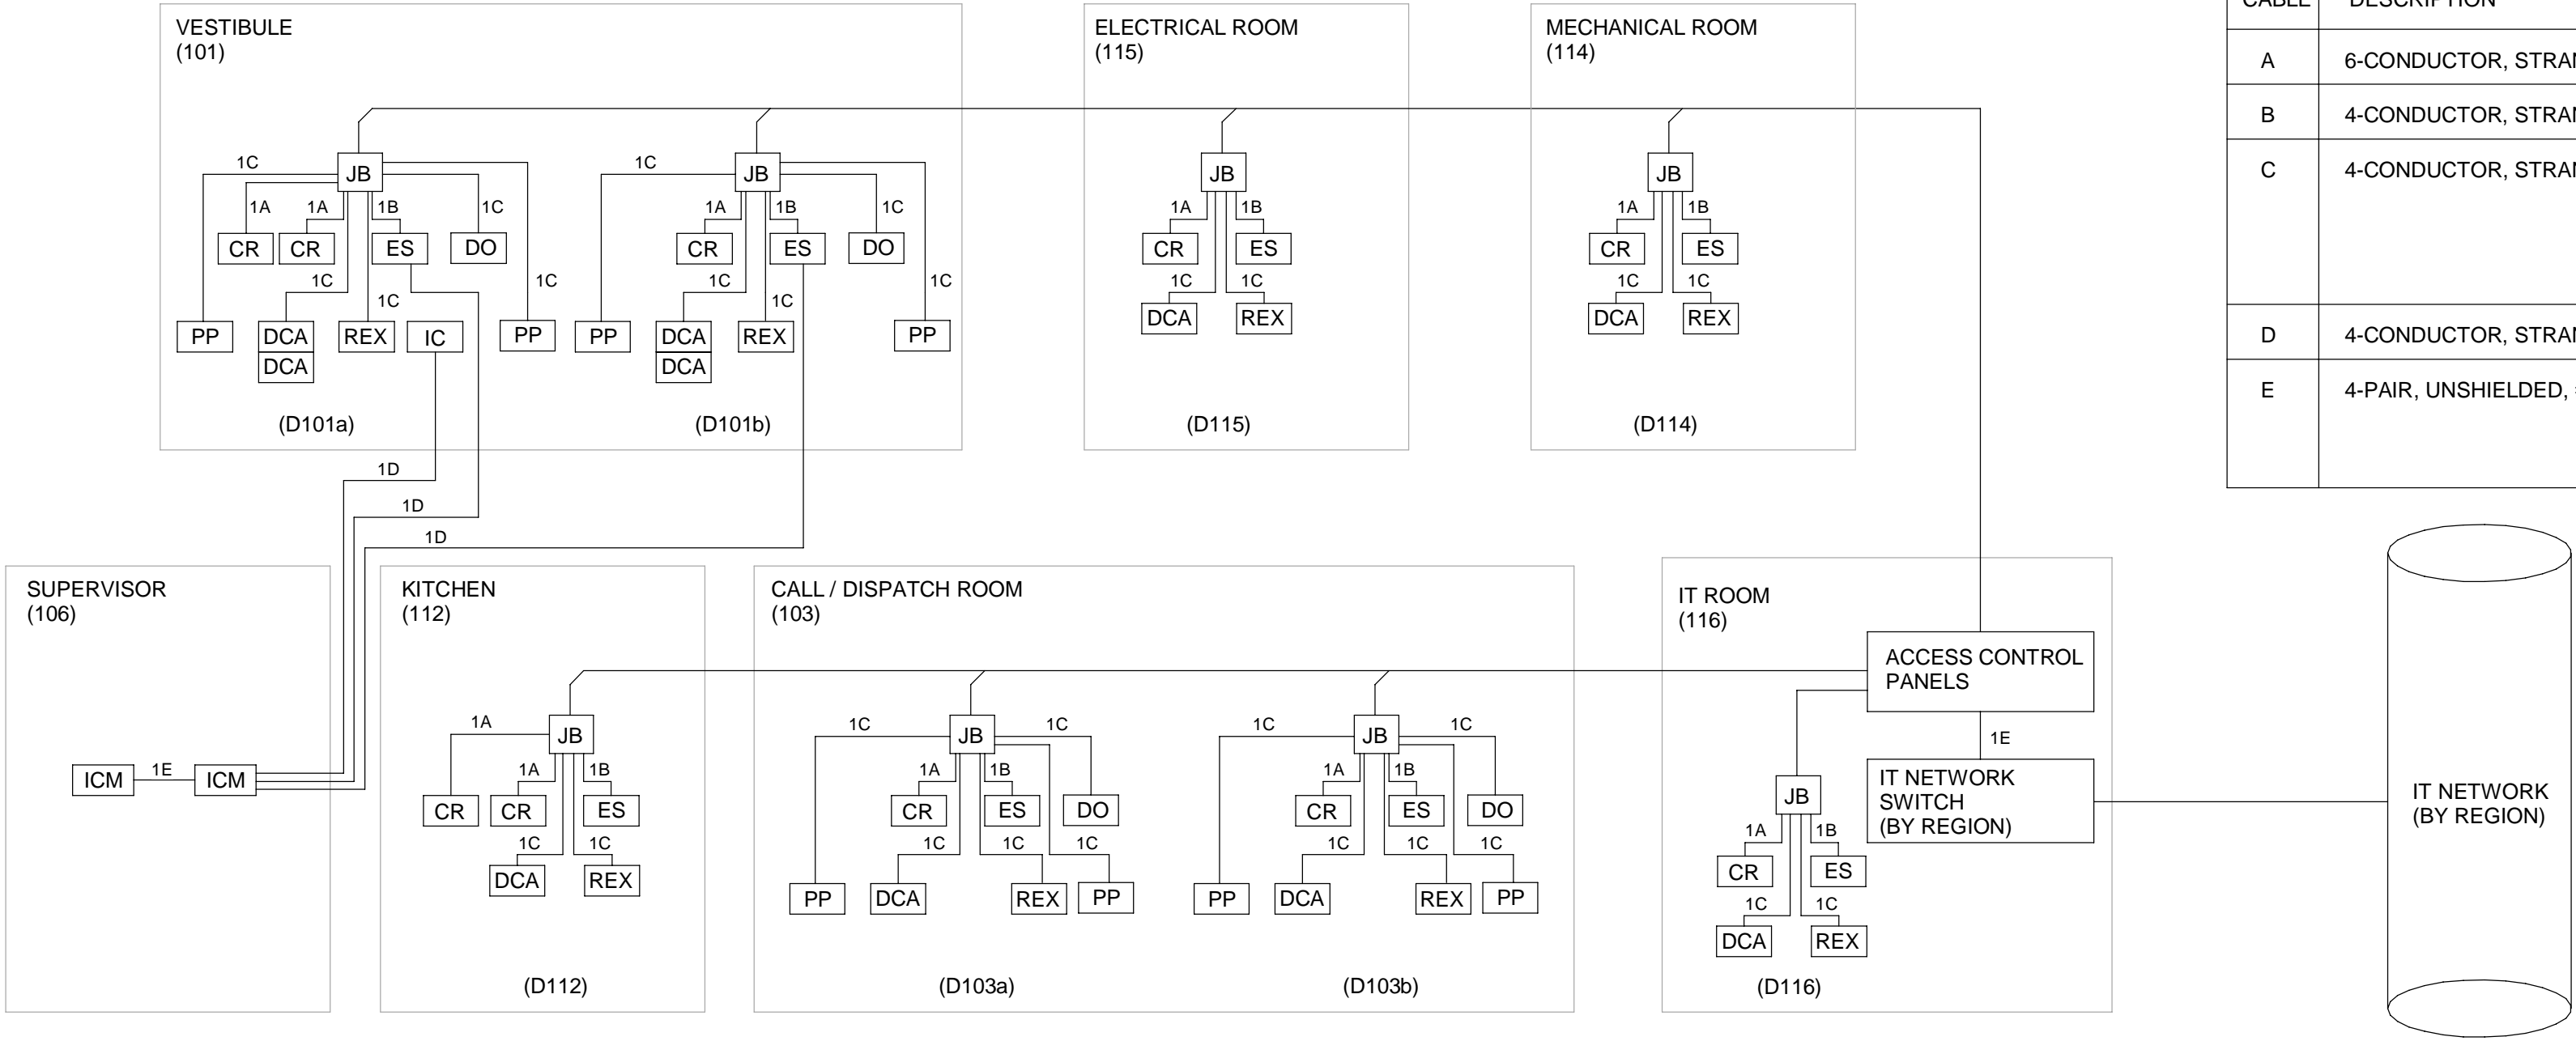 VESTIBULE
(101)
1C
JB
1A
1A
1B
1C
CR
CR
ES
DO
1C
1C
1C
PP
DCA
DCA
REX
IC
PP
(D101a)
1C
JB
1A
1B
1C
CR
ES
DO
1C
1C
1C
PP
DCA
DCA
REX
PP
(D101b)
ELECTRICAL ROOM
(115)
JB
1A
1B
CR
ES
1C
1C
DCA
REX
(D115)
MECHANICAL ROOM
(114)
JB
1A
1B
CR
ES
1C
1C
DCA
REX
(D114)
CABLE DESCRIPTION
A 6-CONDUCTOR,
B 4-CONDUCTOR,
C 4-CONDUCTOR,
D 4-CONDUCTOR,
E 4-PAIR, UNSHIELDED,
1D
1D
1D
SUPERVISOR
(106)
ICM
1E
ICM
KITCHEN
(112)
1A
JB
1A
1B
CR
CR
ES
1C
1C
DCA
REX
(D112)
CALL / DISPATCH ROOM
(103)
1C
JB
1C
1A
1B
CR
ES
DO
1C
1C
1C
PP
DCA
REX
PP
(D103a)
1C
JB
1C
1A
1B
CR
ES
DO
1C
1C
1C
PP
DCA
REX
PP
(D103b)
IT ROOM
(116)
ACCESS CONTROL
PANELS
1E
IT NETWORK
SWITCH
(BY REGION)
JB
1A
1B
CR
ES
1C
1C
DCA
REX
(D116)
IT NETWORK
(BY REGION)